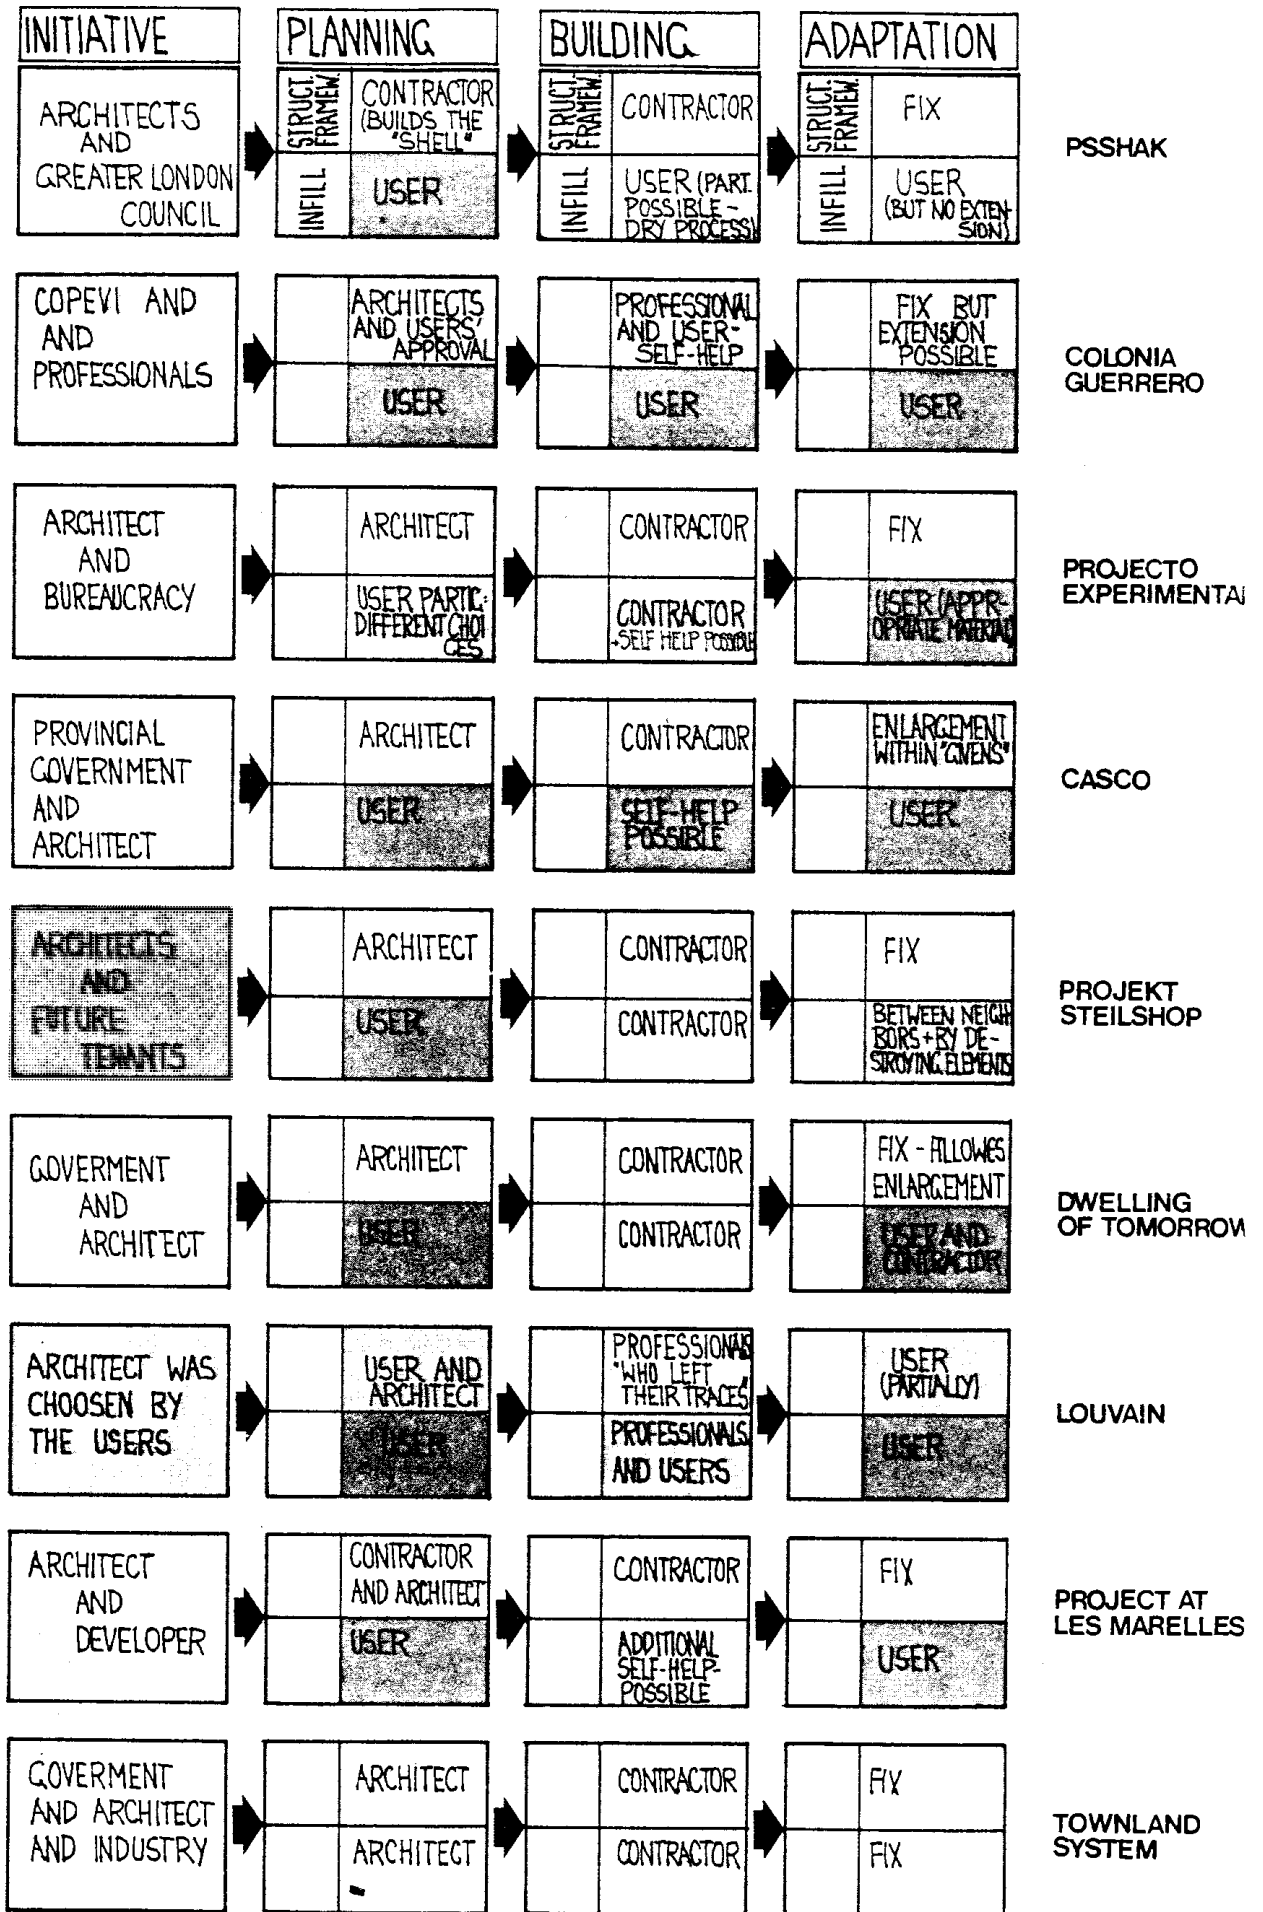 INITIATIVE
PLANNING
BUILDING
ADAPTATION
ARCHITECTS
AND
GREATER LONDON
COUNCIL
STRUCT.
FRAMEW.
CONTRACTOR
(BUILDS THE
"SHELL"
INFILL
USER
STRUCT.
FRAMEW.
CONTRACTOR
INFILL
USER (PART.
POSSIBLE -
DRY PROCESS)
STRUCT.
FRAMEW.
FIX
INFILL
USER
(BUT NO EXTEN-
SION)
PSSHAK
COPEVI AND
AND
PROFESSIONALS
ARCHITECTS
AND USERS'
APPROVAL
USER
PROFESSIONAL
AND USER-
SELF-HELP
USER
FIX BUT
EXTENSION
POSSIBLE
USER
COLONIA
GUERRERO
ARCHITECT
AND
BUREAUCRACY
ARCHITECT
USER PARTIC:
DIFFERENT CHOI
CES
CONTRACTOR
CONTRACTOR
→SELF HELP POSSIBLE
FIX
USER (APPR-
OPRIATE MATERIAL)
PROJECTO
EXPERIMENTAL
PROVINCIAL
GOVERNMENT
AND
ARCHITECT
ARCHITECT
USER
CONTRACTOR
SELF-HELP
POSSIBLE
ENLARGEMENT
WITHIN "GIVENS"
USER
CASCO
ARCHITECTS
AND
FUTURE
TENANTS
ARCHITECT
USER
CONTRACTOR
CONTRACTOR
FIX
BETWEEN NEIGH
BORS + BY DE-
STROYING ELEMENTS
PROJEKT
STEILSHOP
GOVERMENT
AND
ARCHITECT
ARCHITECT
USER
CONTRACTOR
CONTRACTOR
FIX - ALLOWES
ENLARGEMENT
USER AND
CONTRACTOR
DWELLING
OF TOMORROW
ARCHITECT WAS
CHOOSEN BY
THE USERS
USER AND
ARCHITECT
USER
PROFESSIONALS
"WHO LEFT
THEIR TRACES"
PROFESSIONALS
AND USERS
USER
(PARTIALLY)
USER
LOUVAIN
ARCHITECT
AND
DEVELOPER
CONTRACTOR
AND ARCHITECT
USER
CONTRACTOR
ADDITIONAL
SELF-HELP-
POSSIBLE
FIX
USER
PROJECT AT
LES MARELLES
GOVERMENT
AND ARCHITECT
AND INDUSTRY
ARCHITECT
ARCHITECT
CONTRACTOR
CONTRACTOR
FIX
FIX
TOWNLAND
SYSTEM